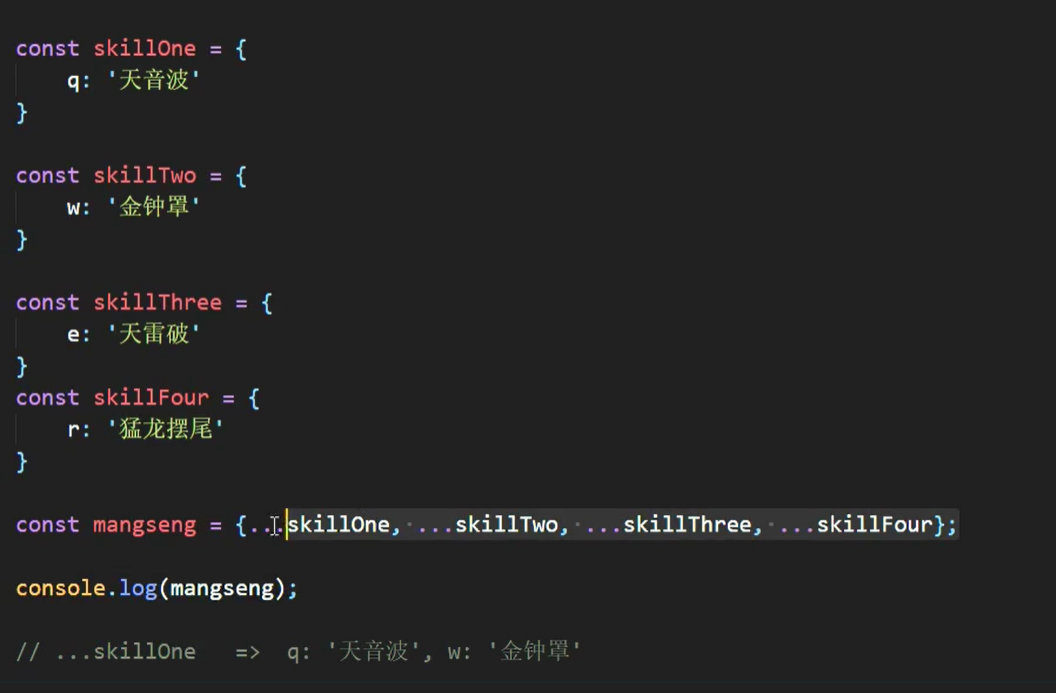 const skillOne = {
q: '天音波'
}
const skillTwo = {
w: '金钟罩'
}
const skillThree = {
e: '天雷破'
}
const skillFour = {
r: '猛龙摆尾'
}
const mangseng = {...skillOne, ...skillTwo, ...skillThree, ...skillFour};
console.log(mangseng);
// ...skillOne => q: '天音波', w: '金钟罩'